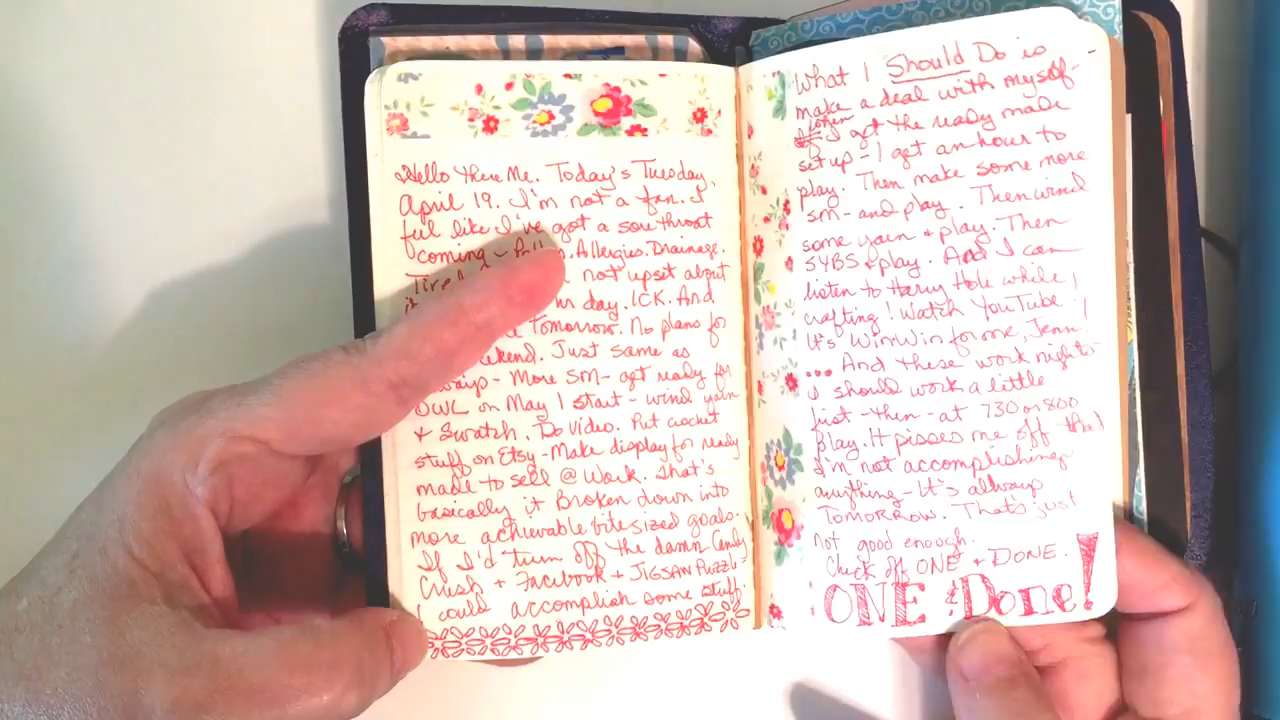 Hello there Me. Today's Tuesday,
April 19. I'm not a fan. I
feel like I've got a sore throat
coming - Allergies. Drainage.
not upset about
day. ICK. And
Tomorrow. No plans for
Just same as
More SM - get ready for
OWL on May 1 start - wind yarn
+ Swatch. Do video. Put crochet
stuff on Etsy - Make display for ready
made to sell @ Work. That's
basically it Broken down into
more achievable bitesized goals.
If I'd turn off the damn Candy
Crush + Facebook + JIGSAW Puzzle -
I could accomplish some stuff.
What I Should Do is
make a deal with myself -
when
I get the ready made
set up - I get an hour to
play. Then make some more
sm - and play. Then wind
some yarn + play. Then
SYBS + play. And I can
listen to Harry Hole while
crafting! Watch YouTube!
It's WinWin for me, Jenn!
... And these work nights -
I should work a little
first - then - at 730 or 800
play. It pisses me off that
I'm not accomplishing
anything - It's always
TOMORROW. That's just
not good enough.
Check off ONE + DONE.
ONE & Done!